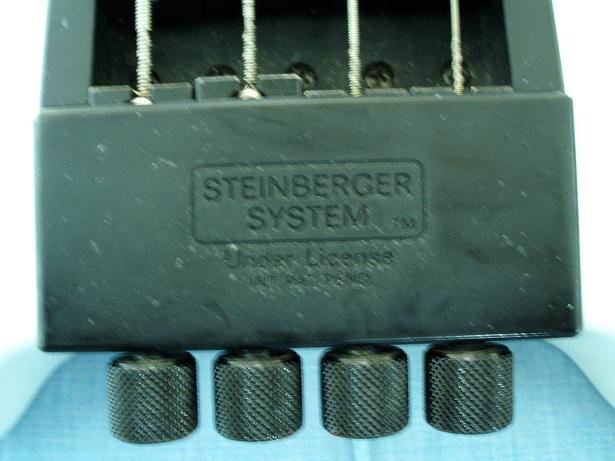 STEINBERGER
SYSTEM TM
Under License
INT. PAT. PEND.